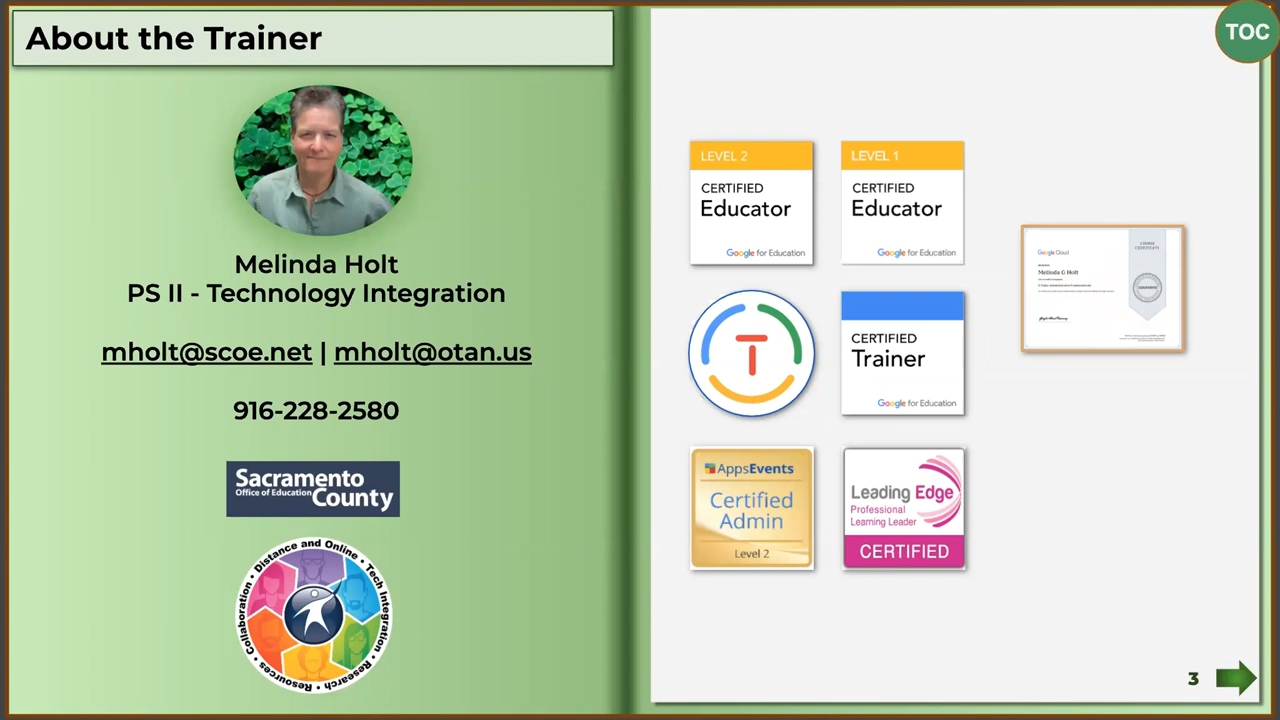 About the Trainer
TOC
Melinda Holt
PS II - Technology Integration
mholt@scoe.net | mholt@otan.us
916-228-2580
Sacramento
Office of Education County
Distance and Online • Tech Integration • Research • Resources • Collaboration •
LEVEL 2
CERTIFIED
Educator
Google for Education
LEVEL 1
CERTIFIED
Educator
Google for Education
T
CERTIFIED
Trainer
Google for Education
AppsEvents
Certified
Admin
Level 2
Leading Edge
Professional
Learning Leader
CERTIFIED
Google Cloud
Melinda G Holt
COURSE
CERTIFICATE
3